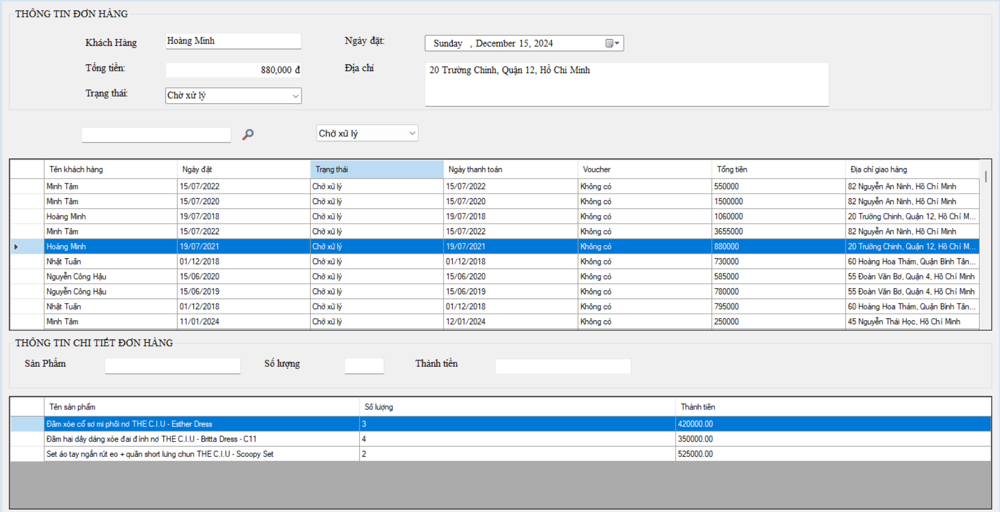 THÔNG TIN ĐƠN HÀNG
Khách Hàng Hoàng Minh Ngày đặt: Sunday , December 15, 2024
Tổng tiền: 880,000 đ Địa chỉ 20 Trường Chinh, Quận 12, Hồ Chí Minh
Trạng thái: Chờ xử lý
Chờ xử lý
Tên khách hàng Ngày đặt Trạng thái Ngày thanh toán Voucher Tổng tiền Địa chỉ giao hàng
Minh Tâm 15/07/2022 Chờ xử lý 15/07/2022 Không có 550000 82 Nguyễn An Ninh, Hồ Chí Minh
Minh Tâm 15/07/2020 Chờ xử lý 15/07/2020 Không có 1500000 82 Nguyễn An Ninh, Hồ Chí Minh
Hoàng Minh 19/07/2018 Chờ xử lý 19/07/2018 Không có 1060000 20 Trường Chinh, Quận 12, Hồ Chí M...
Minh Tâm 15/07/2022 Chờ xử lý 15/07/2022 Không có 3655000 82 Nguyễn An Ninh, Hồ Chí Minh
Hoàng Minh 19/07/2021 Chờ xử lý 19/07/2021 Không có 880000 20 Trường Chinh, Quận 12, Hồ Chí M...
Nhật Tuấn 01/12/2018 Chờ xử lý 01/12/2018 Không có 730000 60 Hoàng Hoa Thám, Quận Bình Tân...
Nguyễn Công Hậu 15/06/2020 Chờ xử lý 15/06/2020 Không có 585000 55 Đoàn Văn Bơ, Quận 4, Hồ Chí Minh
Nguyễn Công Hậu 15/06/2019 Chờ xử lý 15/06/2019 Không có 780000 55 Đoàn Văn Bơ, Quận 4, Hồ Chí Minh
Nhật Tuấn 01/12/2018 Chờ xử lý 01/12/2018 Không có 795000 60 Hoàng Hoa Thám, Quận Bình Tân...
Minh Tâm 11/01/2024 Chờ xử lý 12/01/2024 Không có 250000 45 Nguyễn Thái Học, Hồ Chí Minh
THÔNG TIN CHI TIẾT ĐƠN HÀNG
Sản Phẩm Số lượng Thành tiền
Tên sản phẩm Số lượng Thành tiền
Đầm xòe cổ sơ mi phối nơ THE C.I.U - Esther Dress 3 420000.00
Đầm hai dây dáng xòe đai đính nơ THE C.I.U - Britta Dress - C11 4 350000.00
Set áo tay ngắn rút eo + quần short lưng chun THE C.I.U - Scoopy Set 2 525000.00